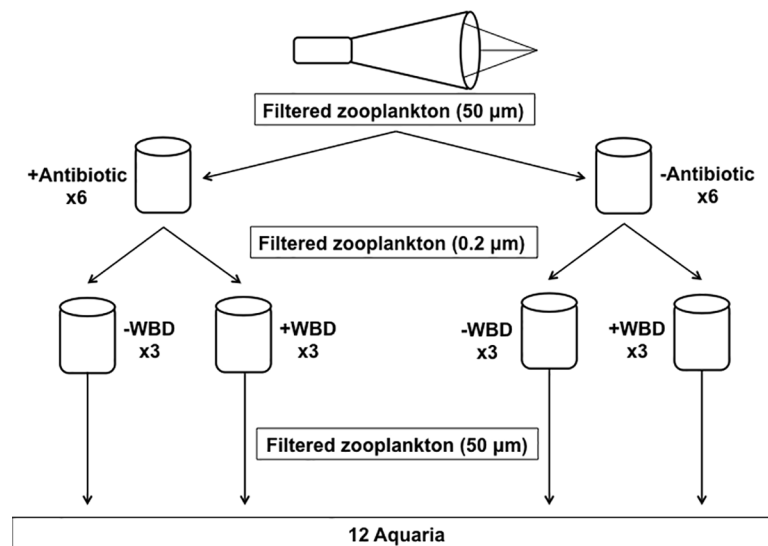 Filtered zooplankton (50 µm)
+Antibiotic
x6
-Antibiotic
x6
Filtered zooplankton (0.2 µm)
-WBD
x3
+WBD
x3
-WBD
x3
+WBD
x3
Filtered zooplankton (50 µm)
12 Aquaria